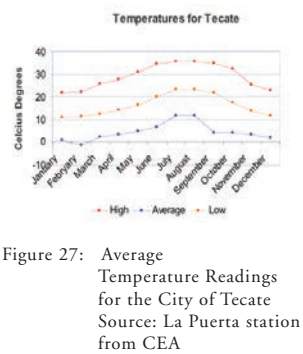 Temperatures for Tecate
Celcius Degrees
40
30
20
10
0
-10
January
February
March
April
May
June
July
August
September
October
November
December
High Average Low
Figure 27: Average
Temperature Readings
for the City of Tecate
Source: La Puerta station
from CEA